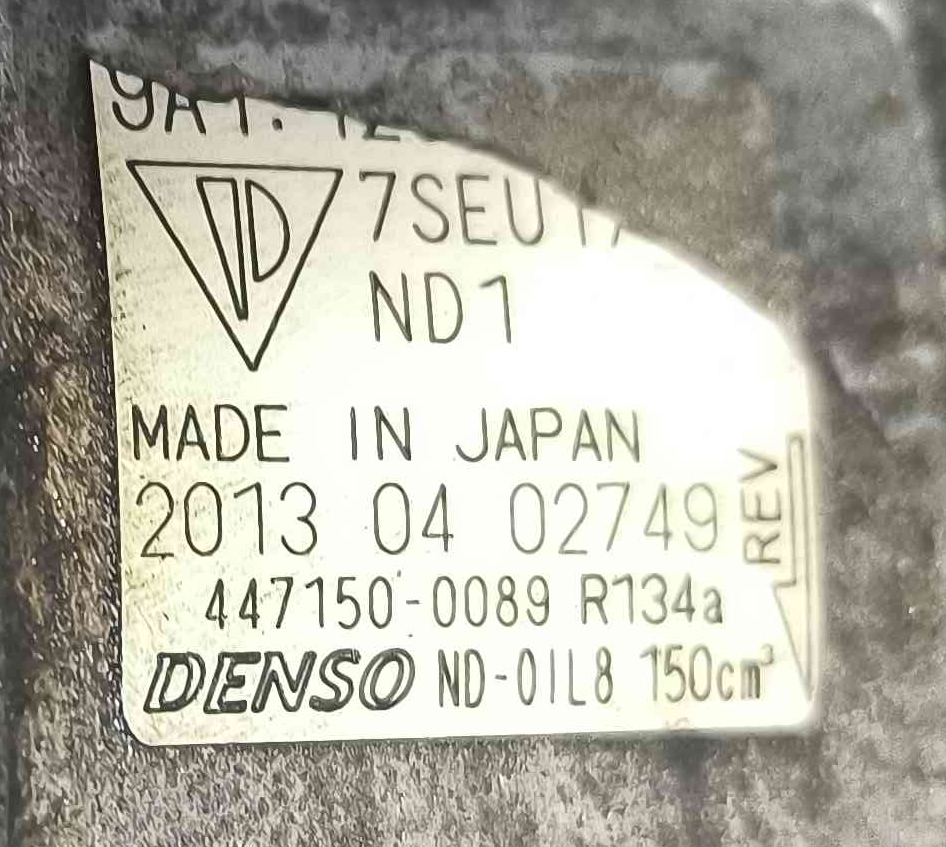 7SEU
ND1
MADE IN JAPAN
2013 04 02749
REV
447150-0089 R134a
DENSO ND-OIL8 150cm³